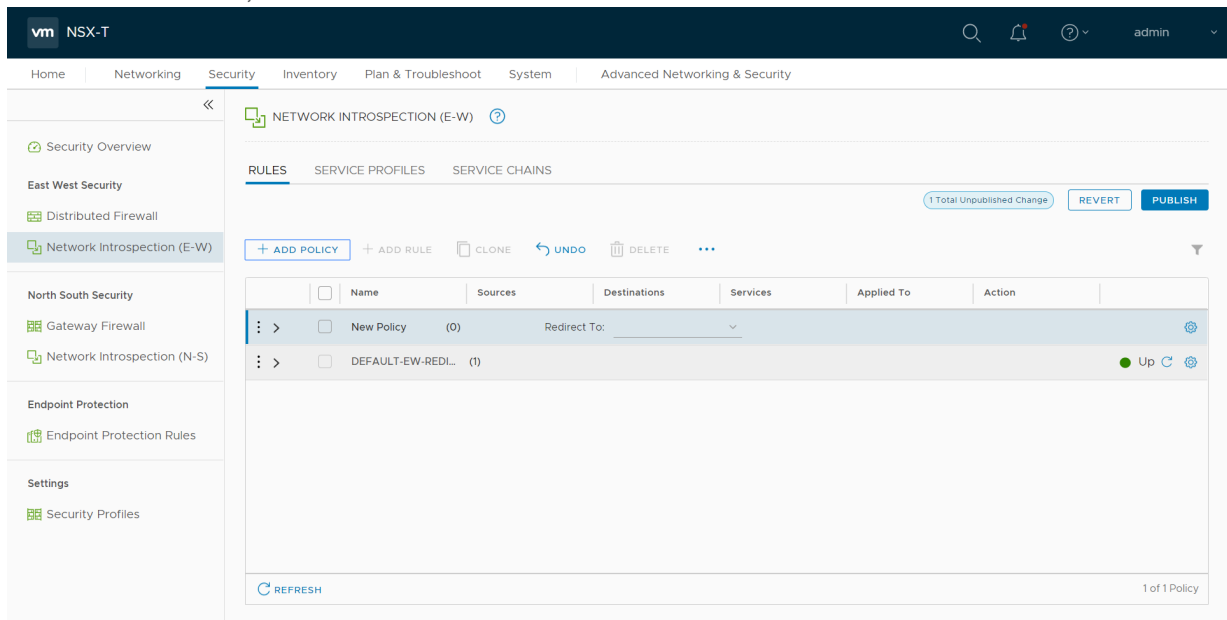 vm NSX-T admin
Home Networking Security Inventory Plan & Troubleshoot System Advanced Networking & Security
NETWORK INTROSPECTION (E-W)
Security Overview
RULES SERVICE PROFILES SERVICE CHAINS
East West Security
1 Total Unpublished Change REVERT PUBLISH
Distributed Firewall
Network Introspection (E-W)
+ ADD POLICY + ADD RULE CLONE UNDO DELETE ...
North South Security
Name Sources Destinations Services Applied To Action
Gateway Firewall
New Policy (0) Redirect To:
Network Introspection (N-S)
DEFAULT-EW-REDI... (1) Up
Endpoint Protection
Endpoint Protection Rules
Settings
Security Profiles
REFRESH 1 of 1 Policy